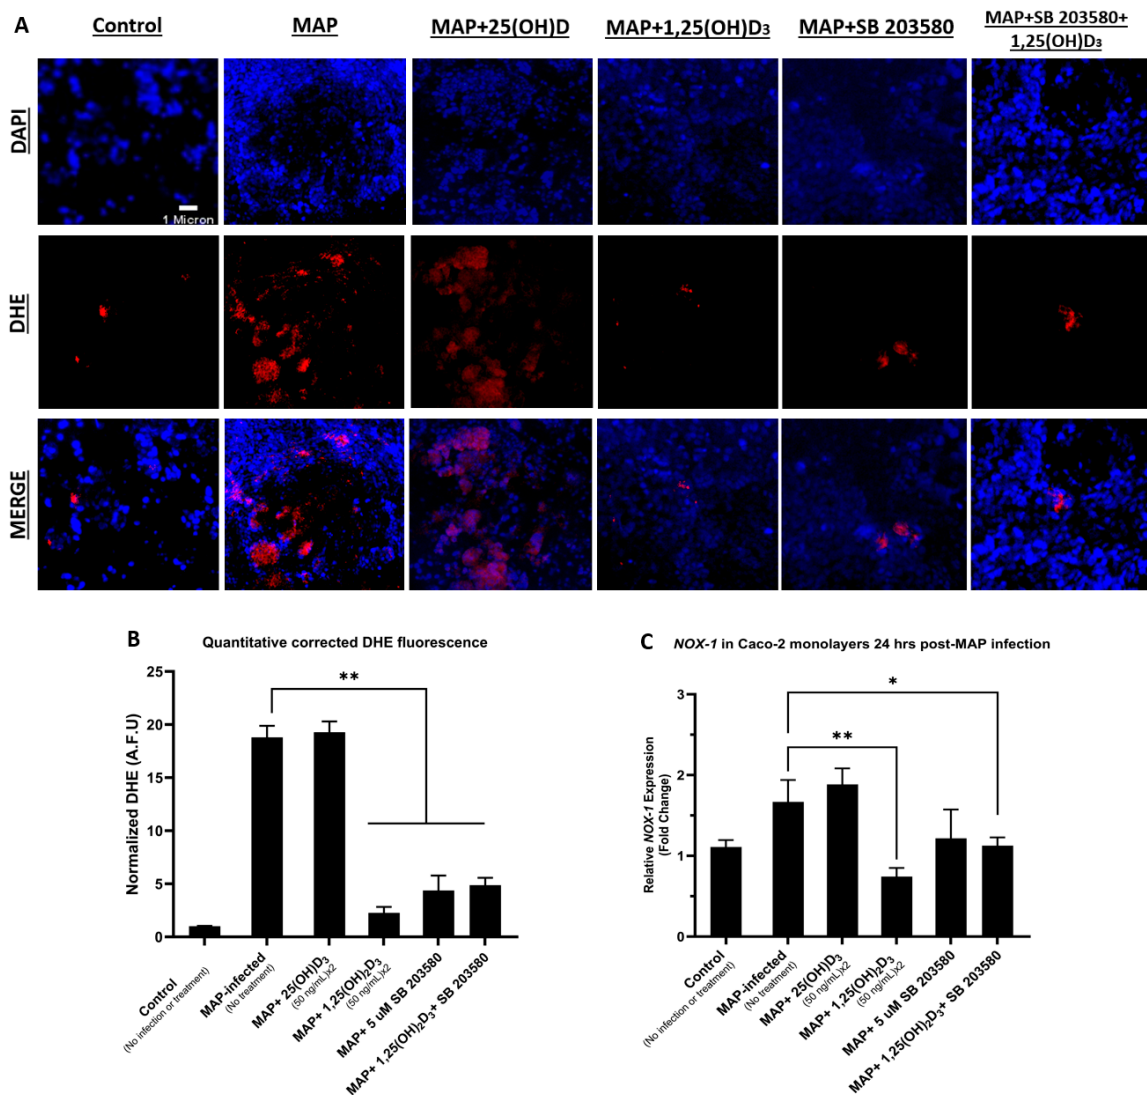 A
Control
MAP
MAP+25(OH)D
MAP+1,25(OH)D₃
MAP+SB 203580
MAP+SB 203580+
1,25(OH)D₃
DAPI
1 Micron
DHE
MERGE
B
Quantitative corrected DHE fluorescence
Normalized DHE (A.F.U)
25
20
15
10
5
0
**
Control
(No infection or treatment)
MAP-infected
(No treatment)
MAP+ 25(OH)D₃
(50 ng/mL)x2
MAP+ 1,25(OH)₂D₃
(50 ng/mL)x2
MAP+ 5 uM SB 203580
MAP+ 1,25(OH)₂D₃+ SB 203580
C
NOX-1 in Caco-2 monolayers 24 hrs post-MAP infection
Relative NOX-1 Expression
(Fold Change)
3
2
1
0
*
**
Control
(No infection or treatment)
MAP-infected
(No treatment)
MAP+ 25(OH)D₃
(50 ng/mL)x2
MAP+ 1,25(OH)₂D₃
(50 ng/mL)x2
MAP+ 5 uM SB 203580
MAP+ 1,25(OH)₂D₃+ SB 203580